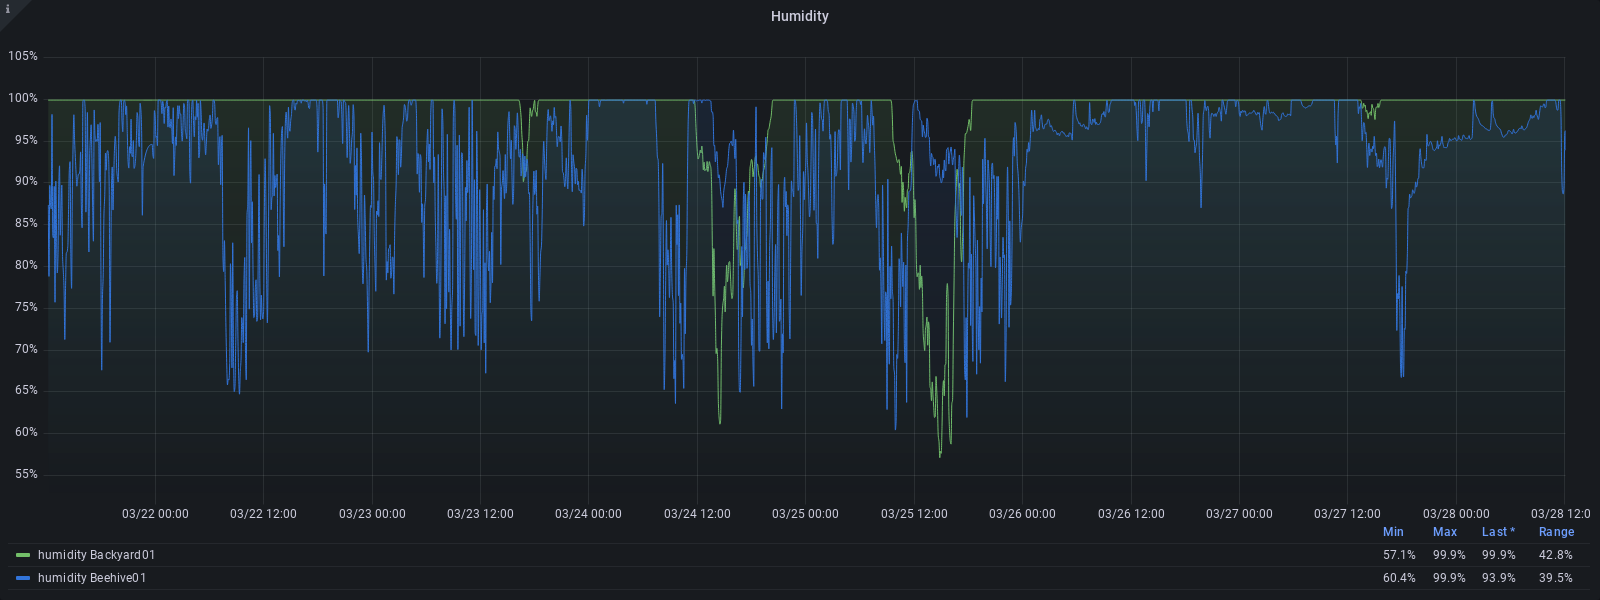 i
Humidity
105%
100%
95%
90%
85%
80%
75%
70%
65%
60%
55%
03/22 00:00 03/22 12:00 03/23 00:00 03/23 12:00 03/24 00:00 03/24 12:00 03/25 00:00 03/25 12:00 03/26 00:00 03/26 12:00 03/27 00:00 03/27 12:00 03/28 00:00 03/28 12:0
Min Max Last * Range
humidity Backyard01 57.1% 99.9% 99.9% 42.8%
humidity Beehive01 60.4% 99.9% 93.9% 39.5%